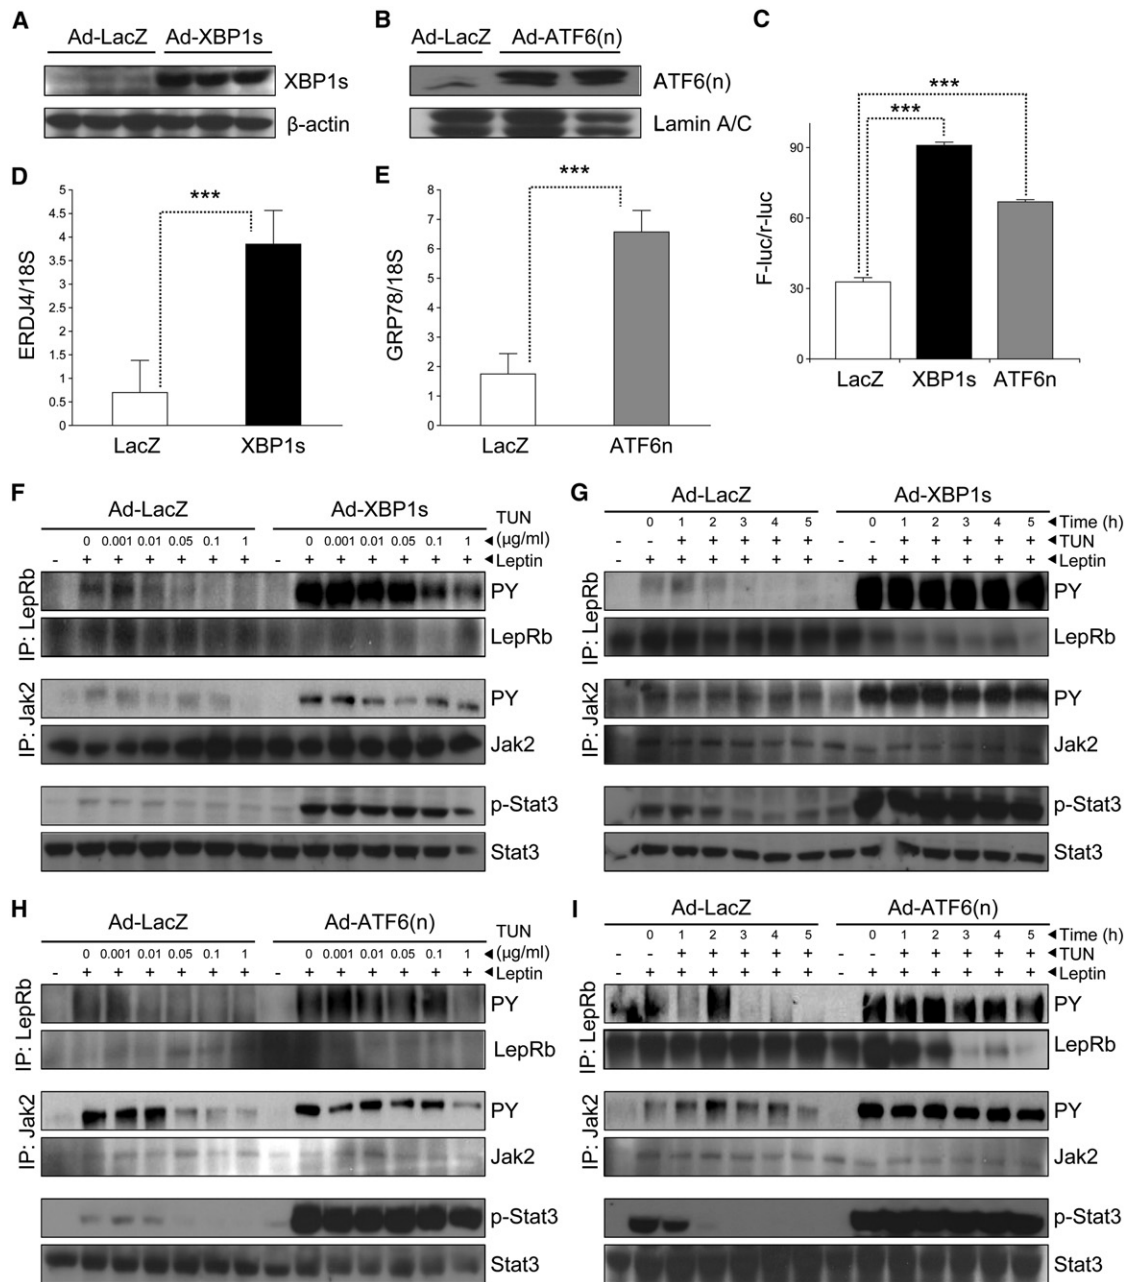 A
Ad-LacZ Ad-XBP1s
XBP1s
β-actin
B
Ad-LacZ Ad-ATF6(n)
ATF6(n)
Lamin A/C
C
***
***
F-luc/r-luc
90
60
30
0
LacZ XBP1s ATF6n
D
***
ERDJ4/18S
5
4.5
4
3.5
3
2.5
2
1.5
1
0.5
0
LacZ XBP1s
E
***
GRP78/18S
8
7
6
5
4
3
2
1
0
LacZ ATF6n
F
Ad-LacZ Ad-XBP1s
TUN
0 0.001 0.01 0.05 0.1 1 0 0.001 0.01 0.05 0.1 1 ◄(μg/ml)
- + + + + + + - + + + + + + ◄Leptin
IP: LepRb
PY
LepRb
IP: Jak2
PY
Jak2
p-Stat3
Stat3
G
Ad-LacZ Ad-XBP1s
0 1 2 3 4 5 0 1 2 3 4 5 ◄Time (h)
- - + + + + + - - + + + + + ◄TUN
- + + + + + + - + + + + + + ◄Leptin
IP: LepRb
PY
LepRb
IP: Jak2
PY
Jak2
p-Stat3
Stat3
H
Ad-LacZ Ad-ATF6(n)
TUN
0 0.001 0.01 0.05 0.1 1 0 0.001 0.01 0.05 0.1 1 ◄(μg/ml)
- + + + + + + - + + + + + + ◄Leptin
IP: LepRb
PY
LepRb
IP: Jak2
PY
Jak2
p-Stat3
Stat3
I
Ad-LacZ Ad-ATF6(n)
0 1 2 3 4 5 0 1 2 3 4 5 ◄Time (h)
- - + + + + + - - + + + + + ◄TUN
- + + + + + + - + + + + + + ◄Leptin
IP: LepRb
PY
LepRb
IP: Jak2
PY
Jak2
p-Stat3
Stat3